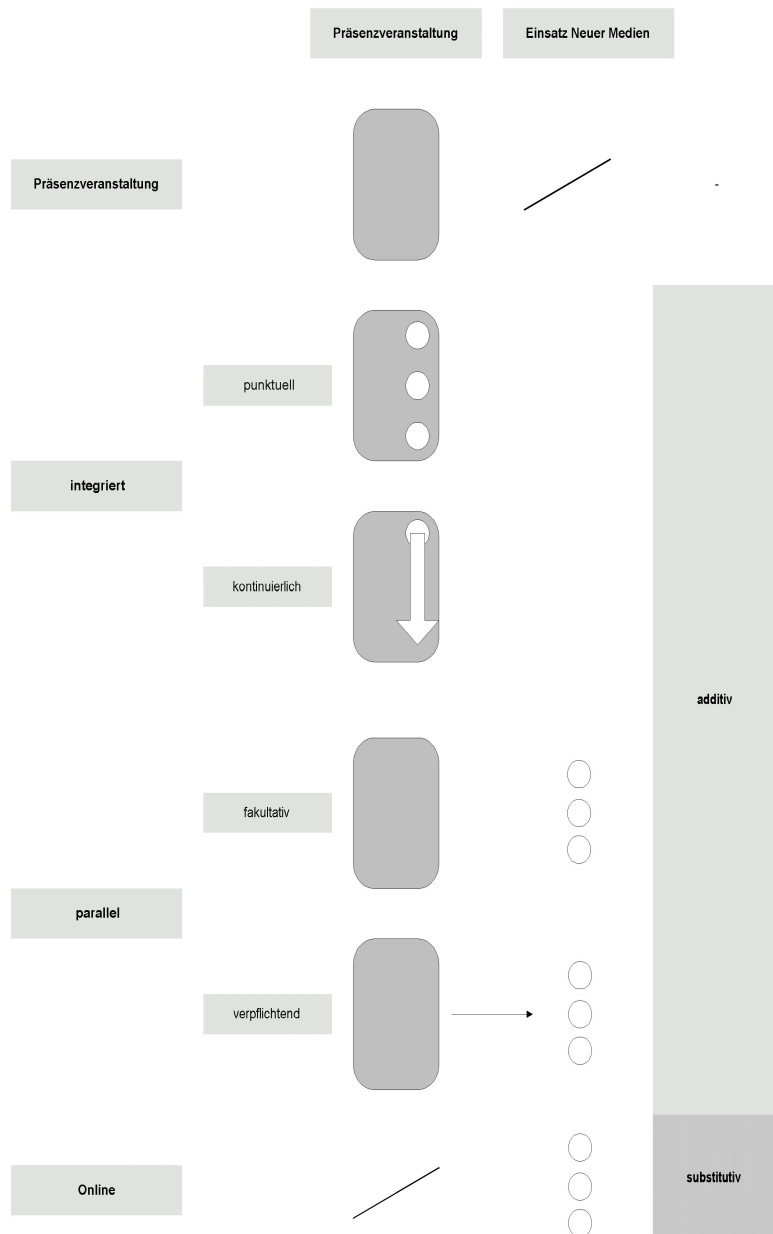 Präsenzveranstaltung
Einsatz Neuer Medien
Präsenzveranstaltung
-
punktuell
integriert
kontinuierlich
additiv
fakultativ
parallel
verpflichtend
Online
substitutiv